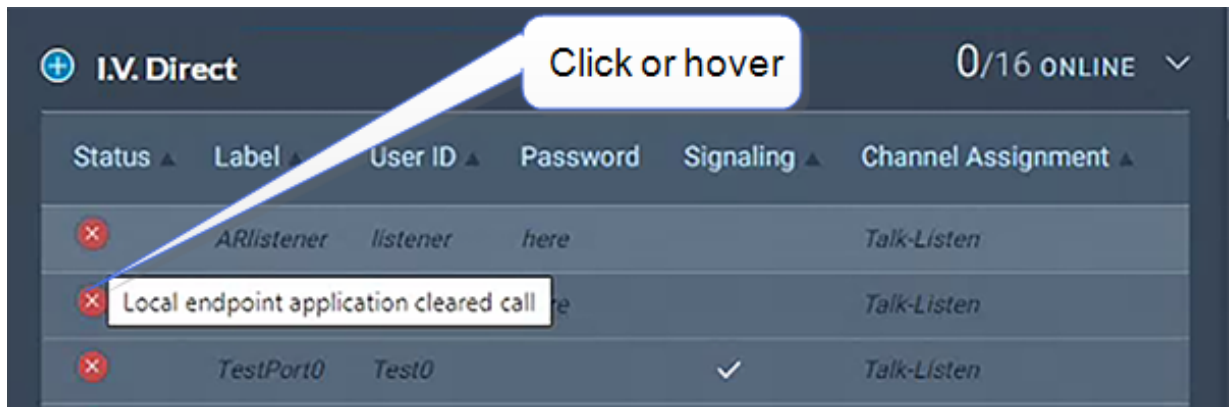 I.V. Direct Click or hover 0/16 ONLINE
Status Label User ID Password Signaling Channel Assignment
ARlistener listener here Talk-Listen
Local endpoint application cleared call re Talk-Listen
TestPort0 Test0 Talk-Listen